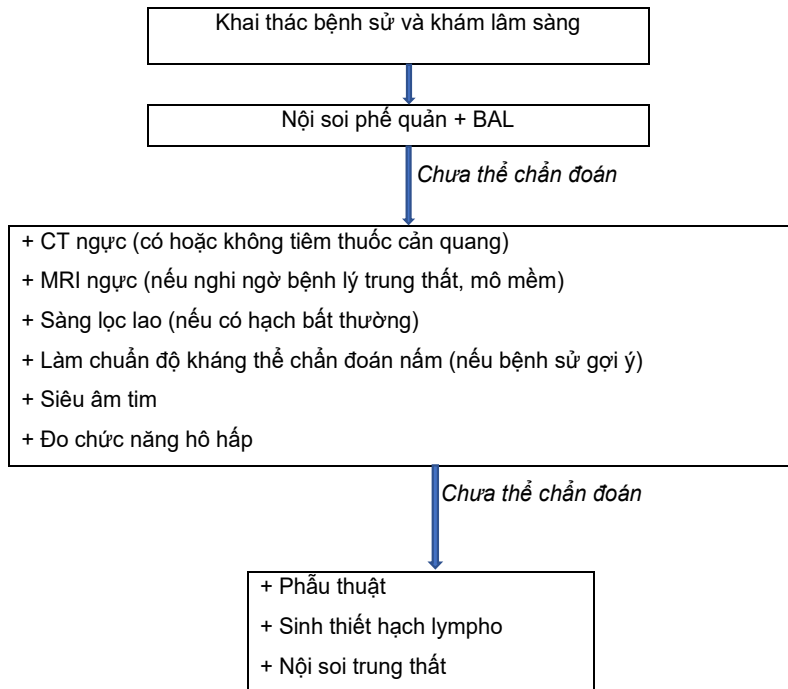 Khai thác bệnh sử và khám lâm sàng
Nội soi phế quản + BAL
Chưa thể chẩn đoán
+ CT ngực (có hoặc không tiêm thuốc cản quang)
+ MRI ngực (nếu nghi ngờ bệnh lý trung thất, mô mềm)
+ Sàng lọc lao (nếu có hạch bất thường)
+ Làm chuẩn độ kháng thể chẩn đoán nấm (nếu bệnh sử gợi ý)
+ Siêu âm tim
+ Đo chức năng hô hấp
Chưa thể chẩn đoán
+ Phẫu thuật
+ Sinh thiết hạch lympho
+ Nội soi trung thất